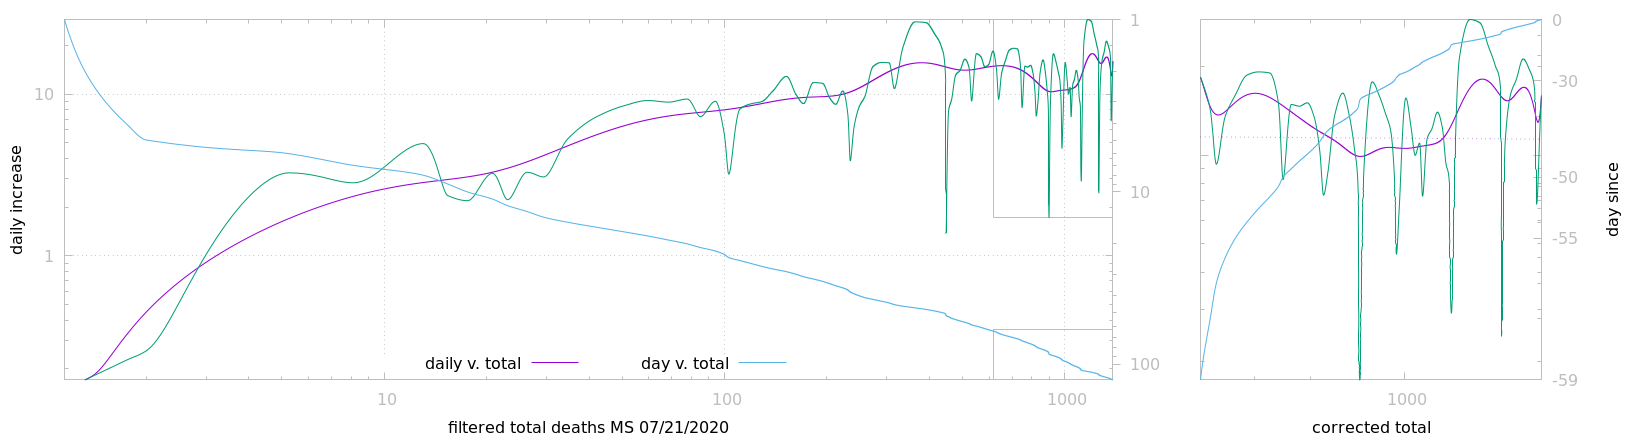 1
0
10
-30
daily increase
10
-50
day since
1
-55
daily v. total
day v. total
100
-59
10
100
1000
1000
filtered total deaths MS 07/21/2020
corrected total